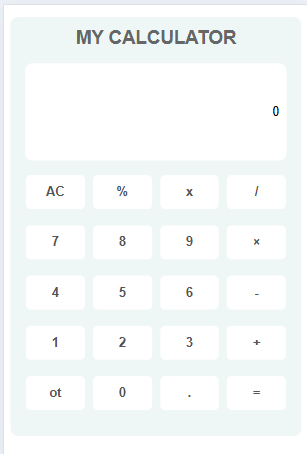 MY CALCULATOR
0
AC % x /
7 8 9 ×
4 5 6 -
1 2 3 +
ot 0 . =